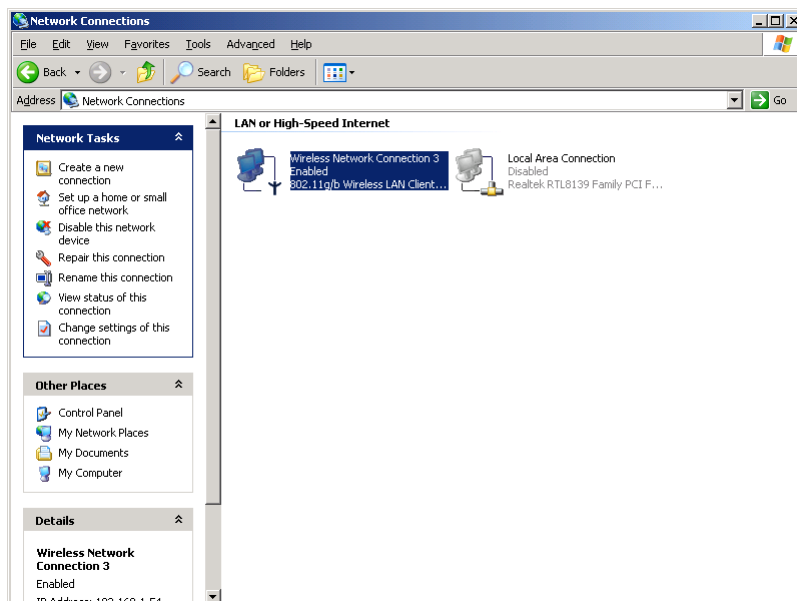 Network Connections
File Edit View Favorites Tools Advanced Help
Back Search Folders
Address Network Connections Go
Network Tasks
Create a new
connection
Set up a home or small
office network
Disable this network
device
Repair this connection
Rename this connection
View status of this
connection
Change settings of this
connection
Other Places
Control Panel
My Network Places
My Documents
My Computer
Details
Wireless Network
Connection 3
Enabled
LAN or High-Speed Internet
Wireless Network Connection 3
Enabled
802.11g/b Wireless LAN Client...
Local Area Connection
Disabled
Realtek RTL8139 Family PCI F...